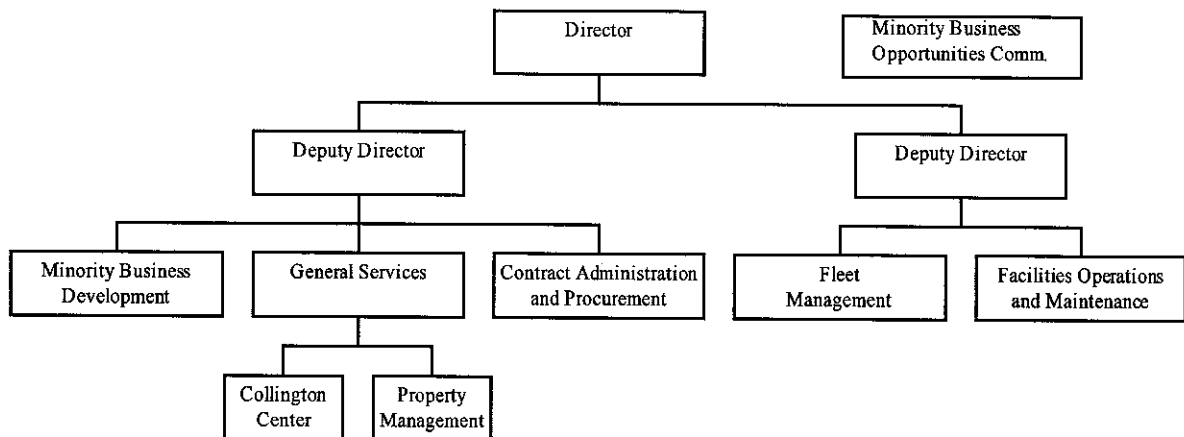 Director
Minority Business
Opportunities Comm.
Deputy Director
Deputy Director
Minority Business
Development
General Services
Contract Administration
and Procurement
Fleet
Management
Facilities Operations
and Maintenance
Collington
Center
Property
Management